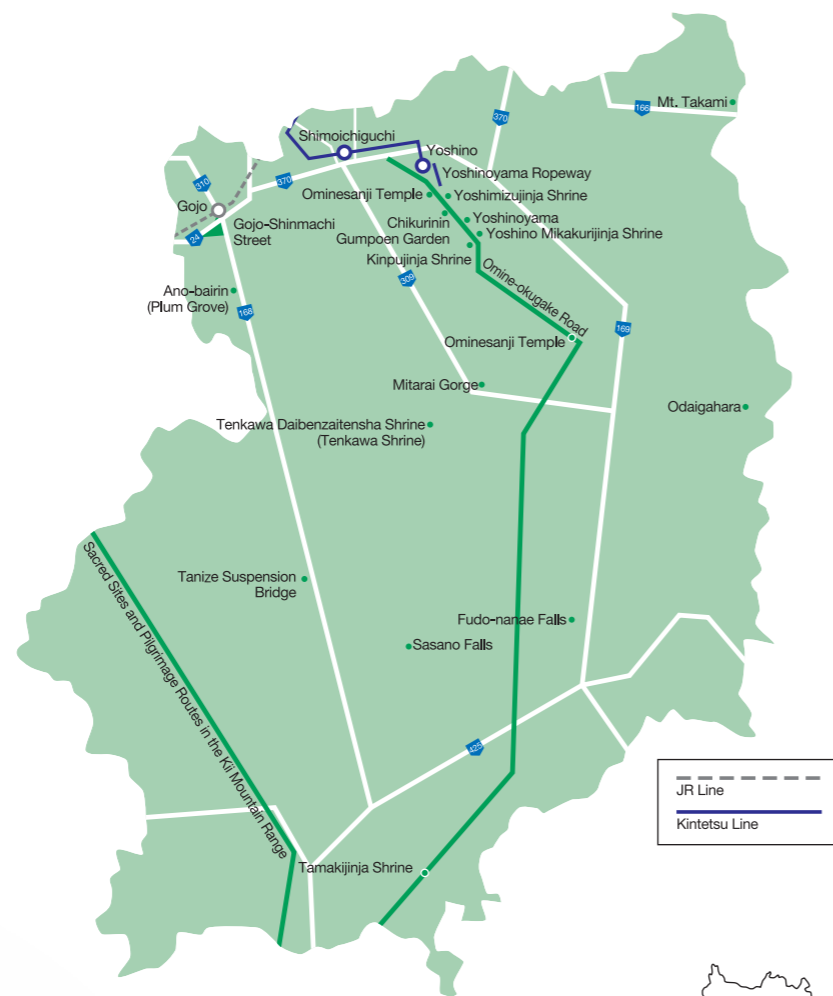 166
Mt. Takami
370
Shimoichiguchi
Yoshino
Yoshinoyama Ropeway
310
370
Ominesanji Temple
Yoshimizujinja Shrine
Gojo
Chikurinin
Gumpoen Garden
Yoshinoyama
Gojo-Shinmachi
Street
24
Yoshino Mikakurijinja Shrine
Kinpujinja Shrine
309
Omine-okugake Road
Ano-bairin
(Plum Grove)
168
169
Ominesanji Temple
Mitarai Gorge
Odaigahara
Tenkawa Daibenzaitensha Shrine
(Tenkawa Shrine)
Sacred Sites and Pilgrimage Routes in the Kii Mountain Range
Tanize Suspension
Bridge
Fudo-nanae Falls
Sasano Falls
425
JR Line
Kintetsu Line
Tamakijinja Shrine